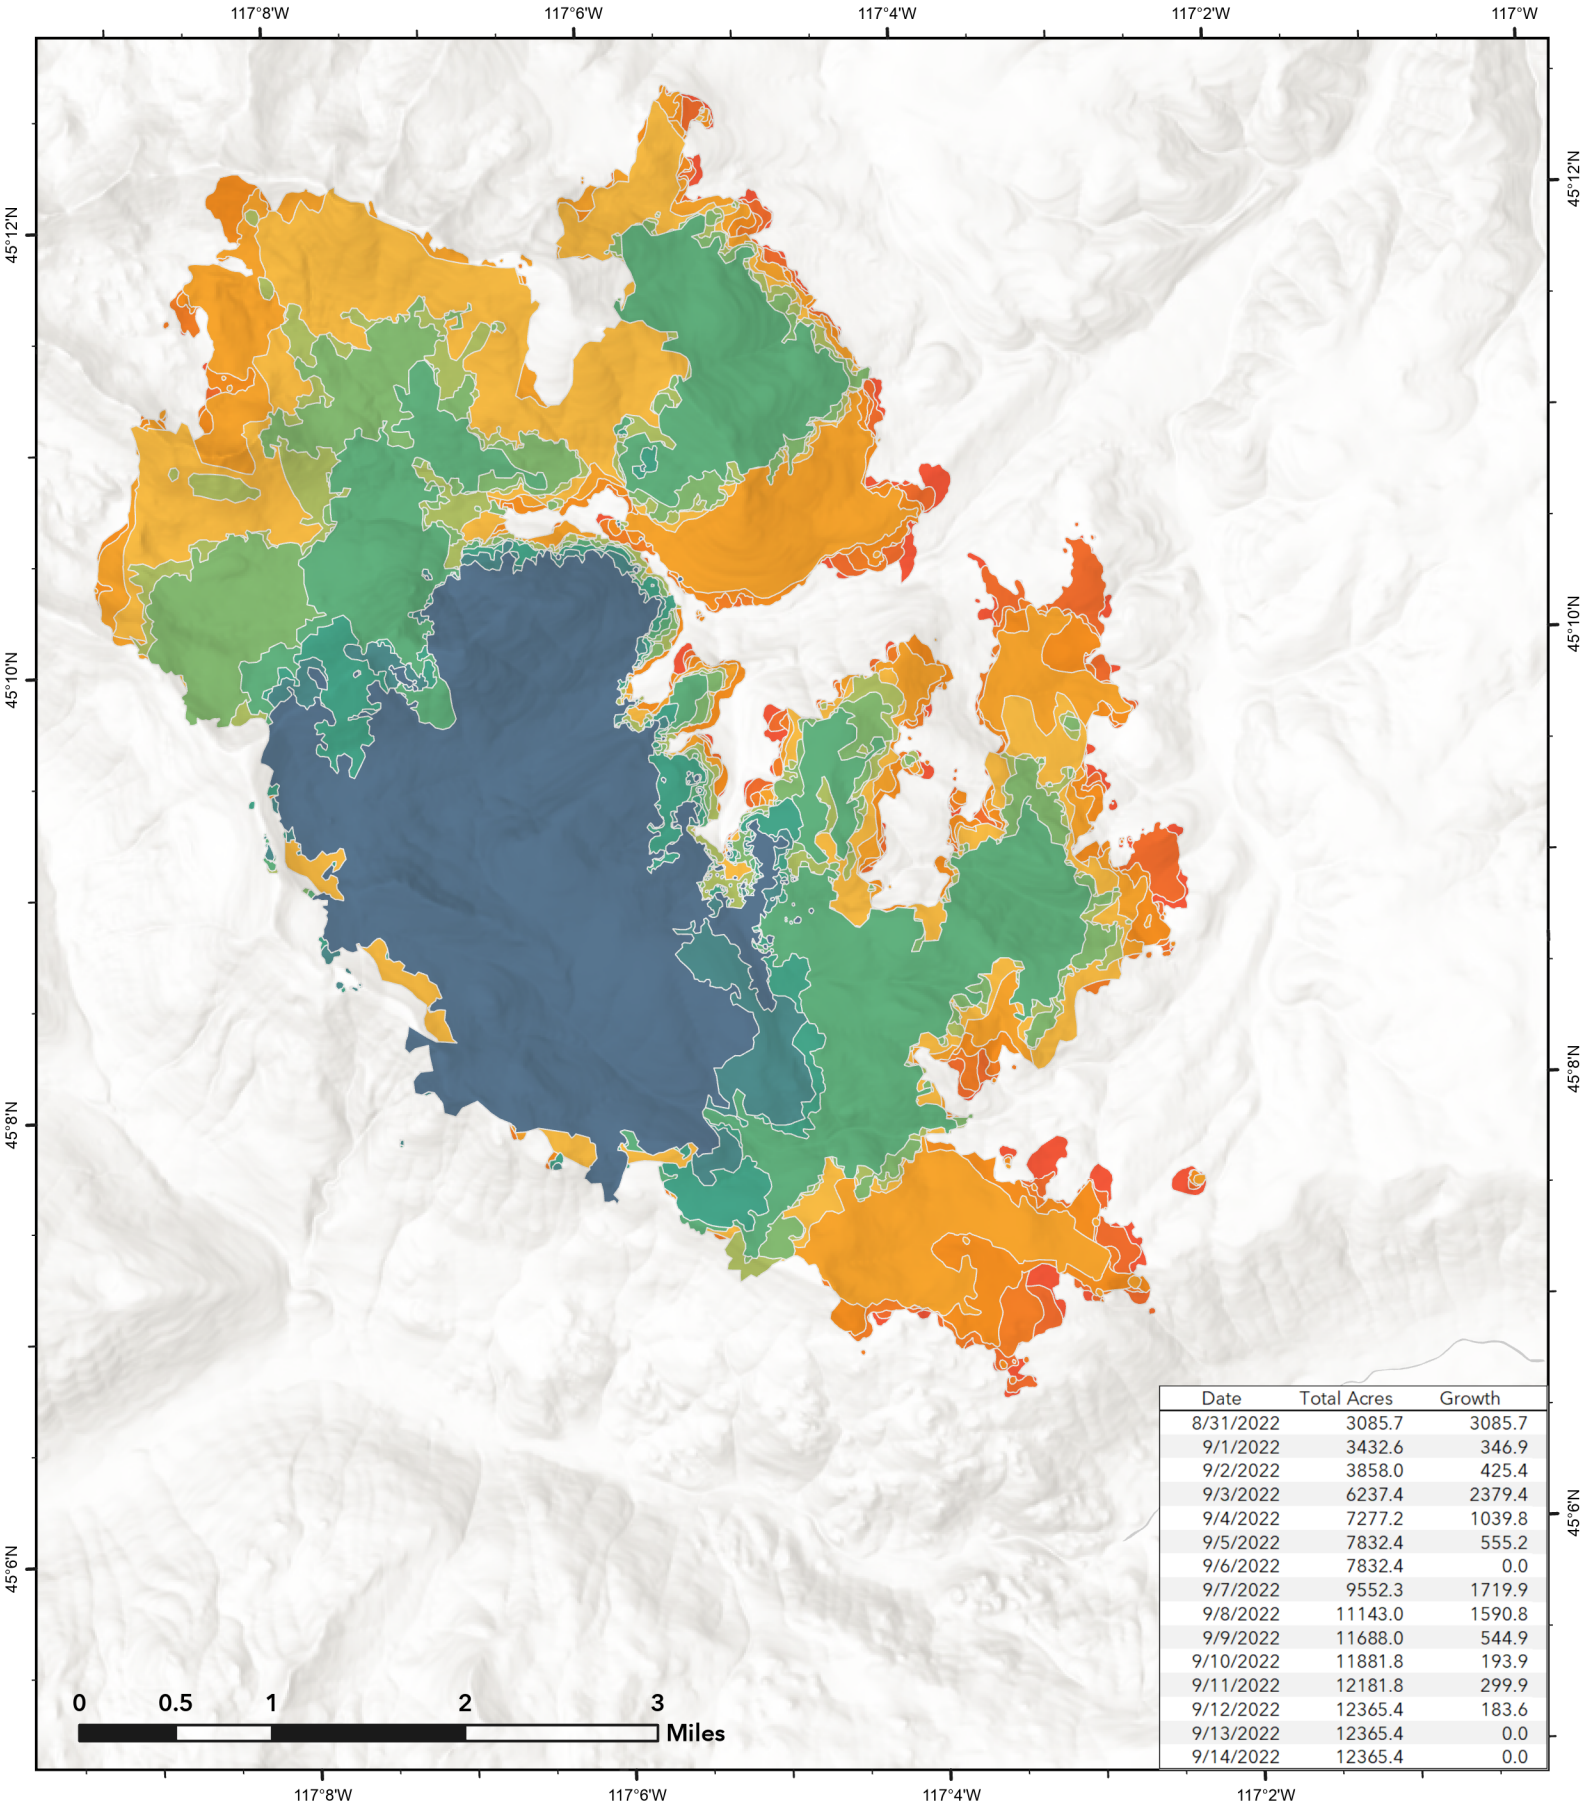 117°8'W 117°6'W 117°4'W 117°2'W 117°W
45°12'N
45°12'N
45°10'N
45°10'N
45°8'N
45°8'N
45°6'N
45°6'N
Date Total Acres Growth
8/31/2022 3085.7 3085.7
9/1/2022 3432.6 346.9
9/2/2022 3858.0 425.4
9/3/2022 6237.4 2379.4
9/4/2022 7277.2 1039.8
9/5/2022 7832.4 555.2
9/6/2022 7832.4 0.0
9/7/2022 9552.3 1719.9
9/8/2022 11143.0 1590.8
9/9/2022 11688.0 544.9
9/10/2022 11881.8 193.9
9/11/2022 12181.8 299.9
9/12/2022 12365.4 183.6
9/13/2022 12365.4 0.0
9/14/2022 12365.4 0.0
0 0.5 1 2 3
Miles
117°8'W 117°6'W 117°4'W 117°2'W